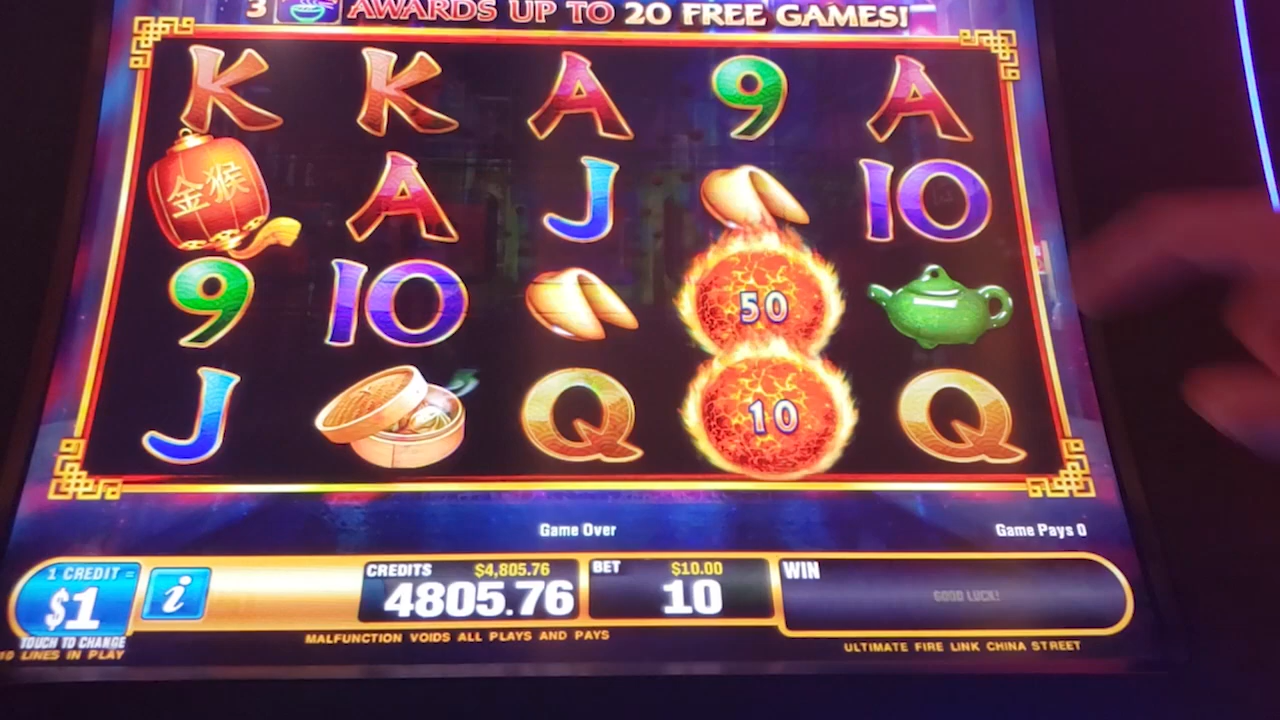 3 AWARDS UP TO 20 FREE GAMES!
K K A 9 A
金猴 A J 10
9 10 50
J Q 10 Q
Game Over Game Pays 0
1 CREDIT =
$1
TOUCH TO CHANGE
10 LINES IN PLAY
i
CREDITS $4,805.76
4805.76
BET $10.00
10
WIN
GOOD LUCK!
MALFUNCTION VOIDS ALL PLAYS AND PAYS
ULTIMATE FIRE LINK CHINA STREET